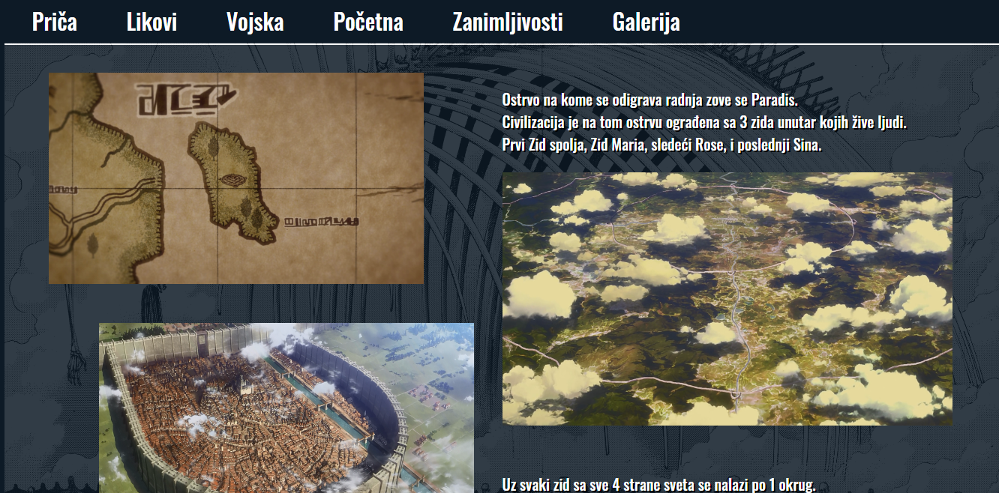 Priča Likovi Vojska Početna Zanimljivosti Galerija
Ostrvo na kome se odigrava radnja zove se Paradis.
Civilizacija je na tom ostrvu ograđena sa 3 zida unutar kojih žive ljudi.
Prvi Zid spolja, Zid Maria, sledeći Rose, i poslednji Sina.
Uz svaki zid sa sve 4 strane sveta se nalazi po 1 okrug.